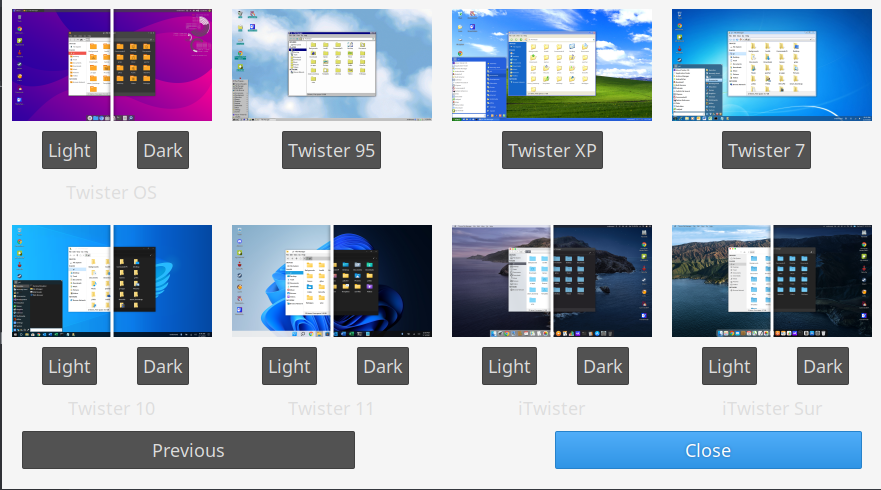 Light Dark Twister 95 Twister XP Twister 7
Twister OS
Light Dark Light Dark Light Dark Light Dark
Twister 10 Twister 11 iTwister iTwister Sur
Previous Close